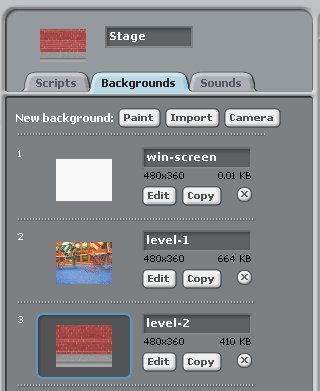 Stage
Scripts Backgrounds Sounds
New background: Paint Import Camera
1
win-screen
480x360 0.01 KB
Edit Copy
2
level-1
480x360 664 KB
Edit Copy
3
level-2
480x360 410 KB
Edit Copy